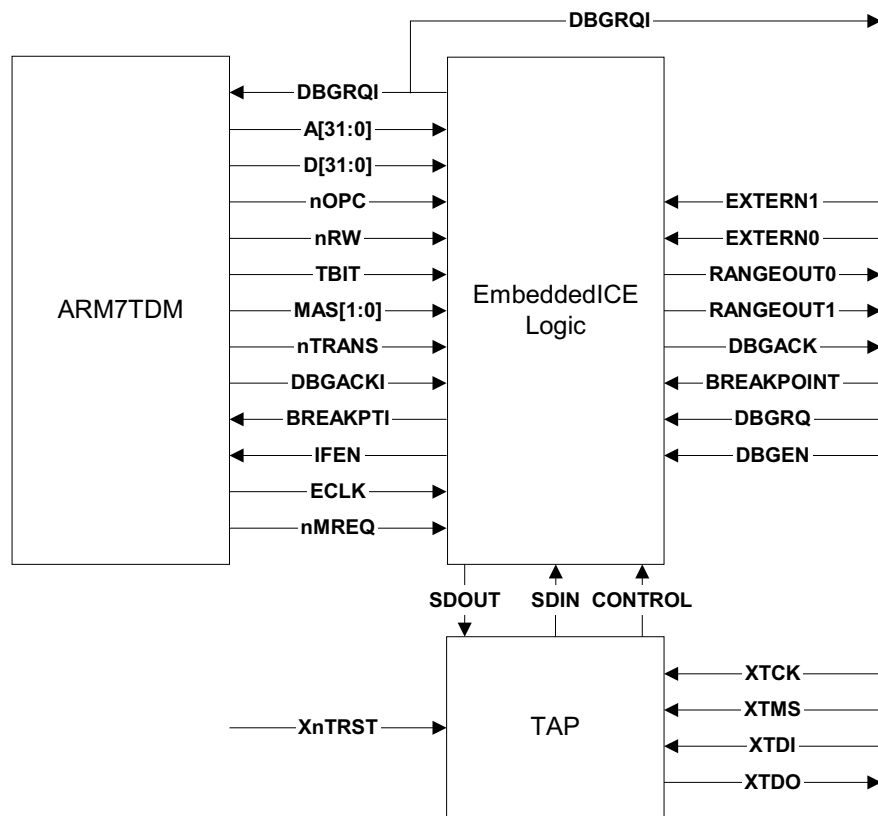 DBGRQI
DBGRQI
A[31:0]
D[31:0]
nOPC
EXTERN1
nRW
EXTERN0
TBIT
RANGEOUT0
ARM7TDM
MAS[1:0]
EmbeddedICE
Logic
RANGEOUT1
nTRANS
DBGACK
DBGACKI
BREAKPOINT
BREAKPTI
DBGRQ
IFEN
DBGEN
ECLK
nMREQ
SDOUT
SDIN
CONTROL
XTCK
XTMS
XnTRST
TAP
XTDI
XTDO